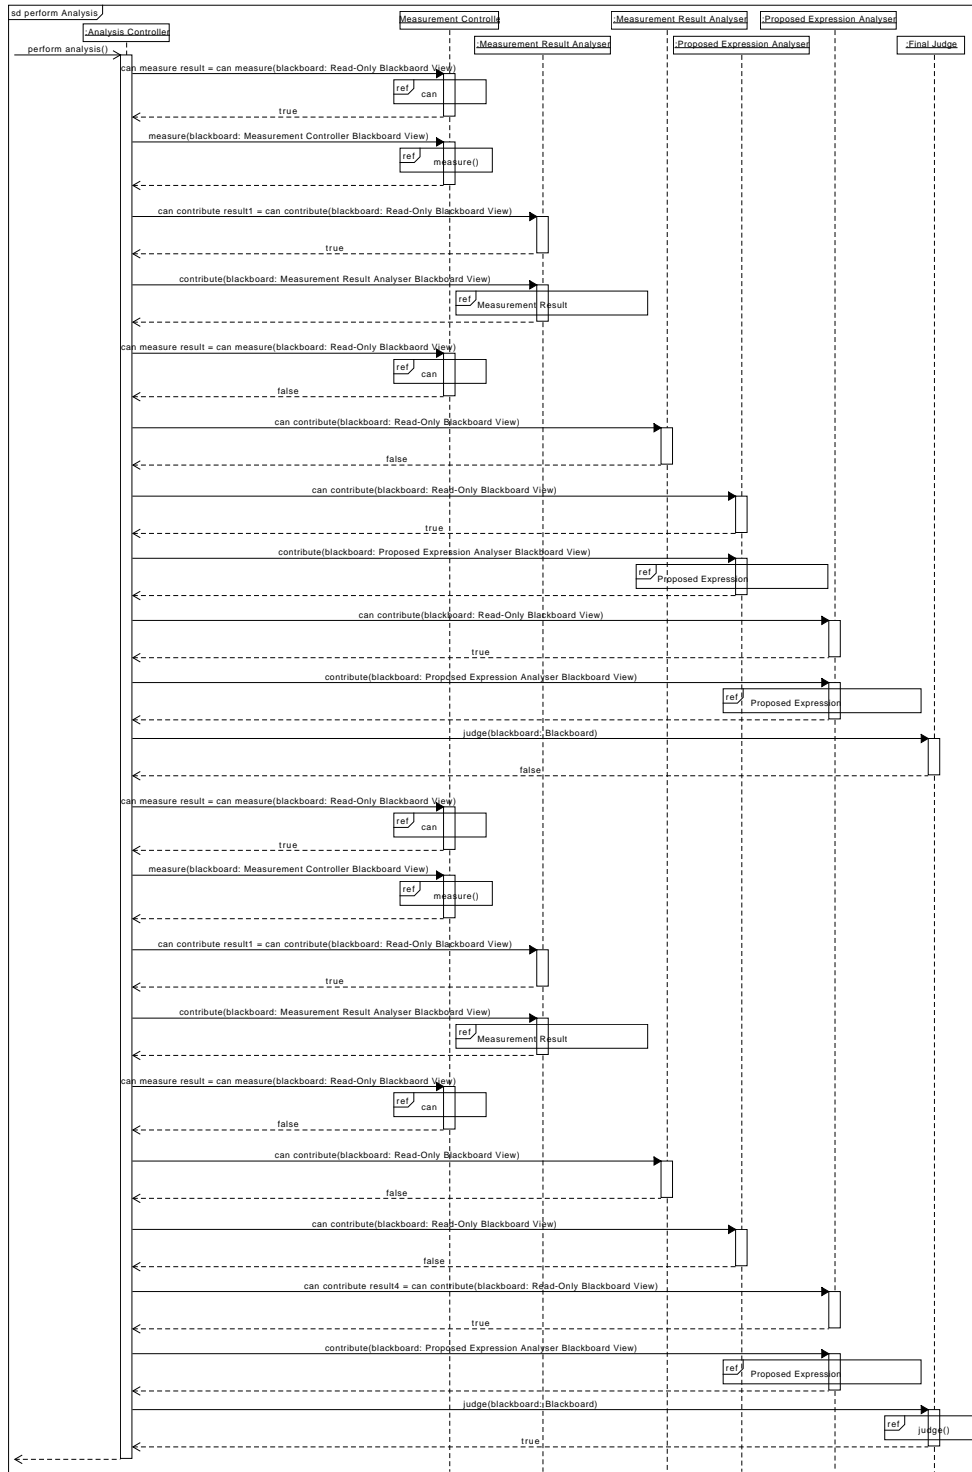 sd perform Analysis
Measurement Controlle
:Measurement Result Analyser
:Proposed Expression Analyser
:Analysis Controller
:Measurement Result Analyser
:Proposed Expression Analyser
:Final Judge
perform analysis()
can measure result = can measure(blackboard: Read-Only Blackbaord View)
ref
can
true
measure(blackboard: Measurement Controller Blackboard View)
ref
measure()
can contribute result1 = can contribute(blackboard: Read-Only Blackboard View)
true
contribute(blackboard: Measurement Result Analyser Blackboard View)
ref
Measurement Result
can measure result = can measure(blackboard: Read-Only Blackbaord View)
ref
can
false
can contribute(blackboard: Read-Only Blackboard View)
false
can contribute(blackboard: Read-Only Blackboard View)
true
contribute(blackboard: Proposed Expression Analyser Blackboard View)
ref
Proposed Expression
can contribute(blackboard: Read-Only Blackboard View)
true
contribute(blackboard: Proposed Expression Analyser Blackboard View)
ref
Proposed Expression
judge(blackboard: Blackboard)
false
can measure result = can measure(blackboard: Read-Only Blackbaord View)
ref
can
true
measure(blackboard: Measurement Controller Blackboard View)
ref
measure()
can contribute result1 = can contribute(blackboard: Read-Only Blackboard View)
true
contribute(blackboard: Measurement Result Analyser Blackboard View)
ref
Measurement Result
can measure result = can measure(blackboard: Read-Only Blackbaord View)
ref
can
false
can contribute(blackboard: Read-Only Blackboard View)
false
can contribute(blackboard: Read-Only Blackboard View)
false
can contribute result4 = can contribute(blackboard: Read-Only Blackboard View)
true
contribute(blackboard: Proposed Expression Analyser Blackboard View)
ref
Proposed Expression
judge(blackboard: Blackboard)
ref
judge()
true